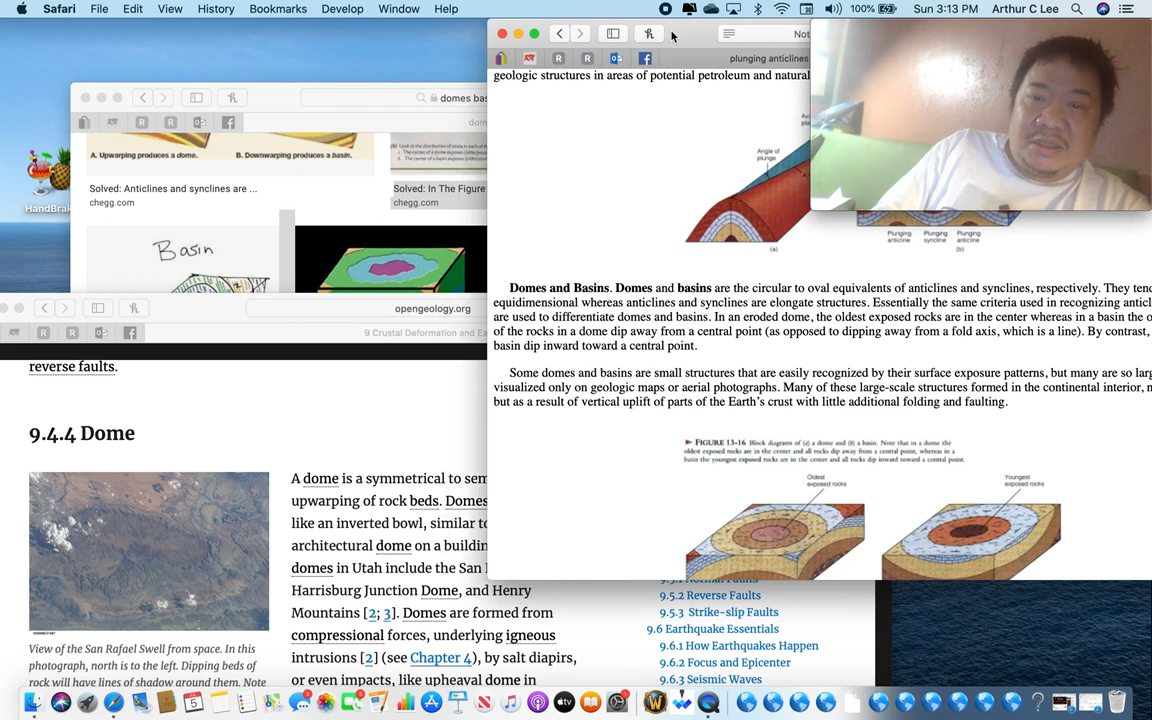 Safari File Edit View History Bookmarks Develop Window Help
100% Sun 3:13 PM Arthur C Lee
Not
plunging anticlines
geologic structures in areas of potential petroleum and natural
Angle of
plunge
(a)
Plunging
anticline
Plunging
syncline
Plunging
anticline
(b)
Domes and Basins. Domes and basins are the circular to oval equivalents of anticlines and synclines, respectively. They tend
equidimensional whereas anticlines and synclines are elongate structures. Essentially the same criteria used in recognizing anticl
are used to differentiate domes and basins. In an eroded dome, the oldest exposed rocks are in the center whereas in a basin the o
of the rocks in a dome dip away from a central point (as opposed to dipping away from a fold axis, which is a line). By contrast,
basin dip inward toward a central point.
Some domes and basins are small structures that are easily recognized by their surface exposure patterns, but many are so larg
visualized only on geologic maps or aerial photographs. Many of these large-scale structures formed in the continental interior, n
but as a result of vertical uplift of parts of the Earth's crust with little additional folding and faulting.
FIGURE 13-16 Block diagrams of (a) a dome and (b) a basin. Note that in a dome the
oldest exposed rocks are in the center and all rocks dip away from a central point, whereas in
a basin the youngest exposed rocks are in the center and all rocks dip inward toward a central point.
Oldest
exposed rocks
Youngest
exposed rocks
domes bas
dom
A. Upwarping produces a dome.
B. Downwarping produces a basin.
Solved: Anticlines and synclines are ...
chegg.com
Solved: In The Figure
chegg.com
Basin
HandBrak
opengeology.org
9 Crustal Deformation and Ea
reverse faults.
9.4.4 Dome
A dome is a symmetrical to sem
upwarping of rock beds. Domes
like an inverted bowl, similar to
architectural dome on a buildin
domes in Utah include the San
Harrisburg Junction Dome, and Henry
Mountains [2; 3]. Domes are formed from
compressional forces, underlying igneous
intrusions [2] (see Chapter 4), by salt diapirs,
or even impacts, like upheaval dome in
View of the San Rafael Swell from space. In this
photograph, north is to the left. Dipping beds of
rock will have lines of shadow around them. Note
9.5.1 Normal Faults
9.5.2 Reverse Faults
9.5.3 Strike-slip Faults
9.6 Earthquake Essentials
9.6.1 How Earthquakes Happen
9.6.2 Focus and Epicenter
9.6.3 Seismic Waves